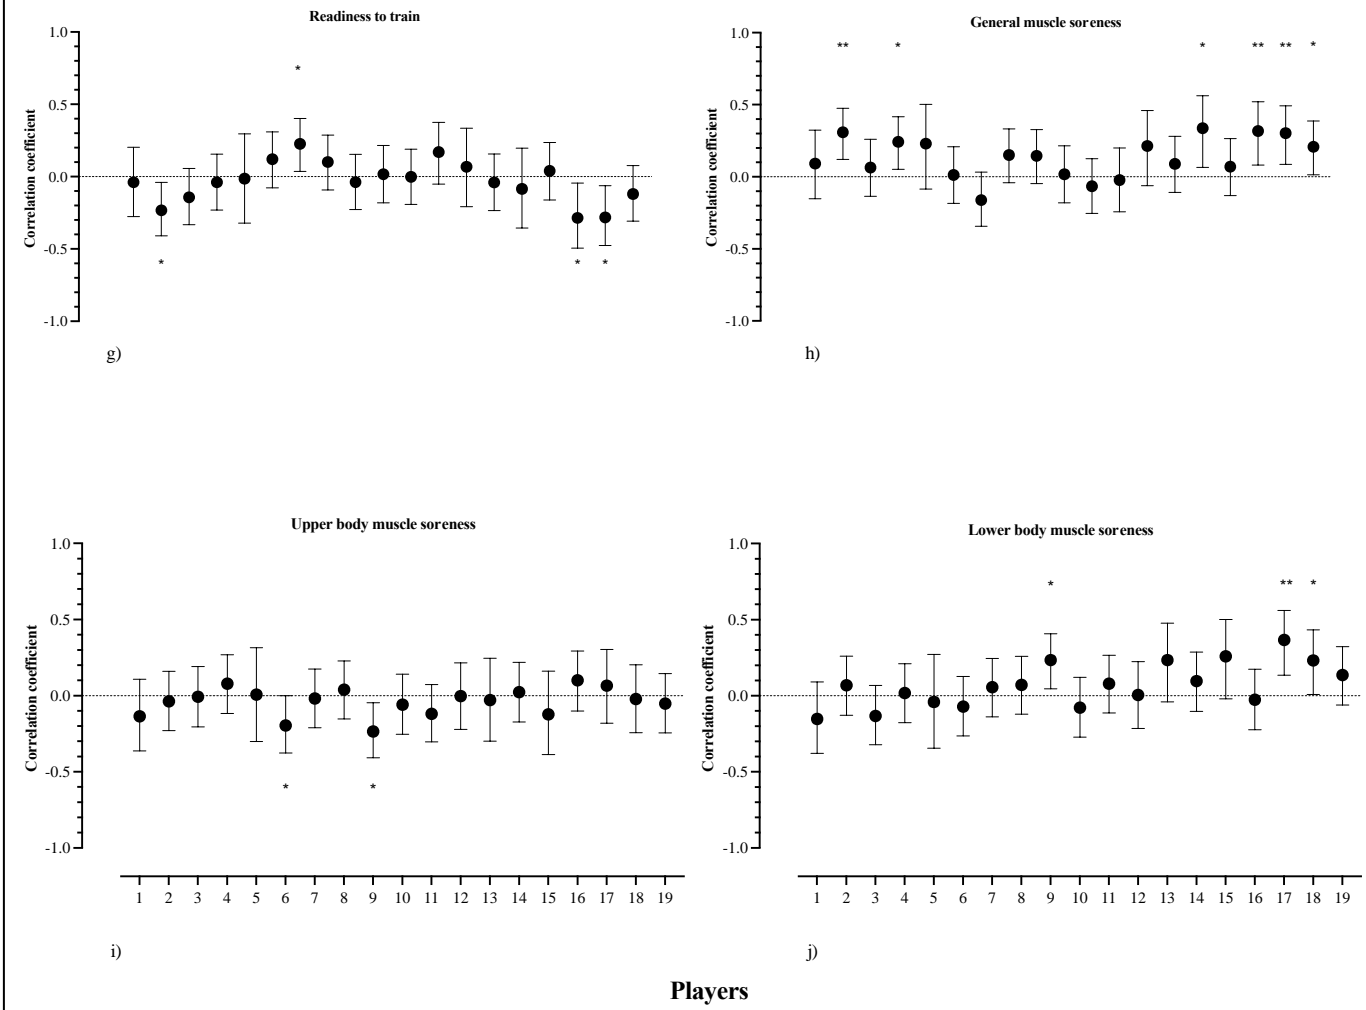 Readiness to train
1.0
0.5
0.0
-0.5
-1.0
Correlation coefficient
*
*
*
*
g)
General muscle soreness
1.0
0.5
0.0
-0.5
-1.0
Correlation coefficient
**
*
*
**
**
*
h)
Upper body muscle soreness
1.0
0.5
0.0
-0.5
-1.0
Correlation coefficient
*
*
1 2 3 4 5 6 7 8 9 10 11 12 13 14 15 16 17 18 19
i)
Lower body muscle soreness
1.0
0.5
0.0
-0.5
-1.0
Correlation coefficient
*
**
*
1 2 3 4 5 6 7 8 9 10 11 12 13 14 15 16 17 18 19
j)
Players